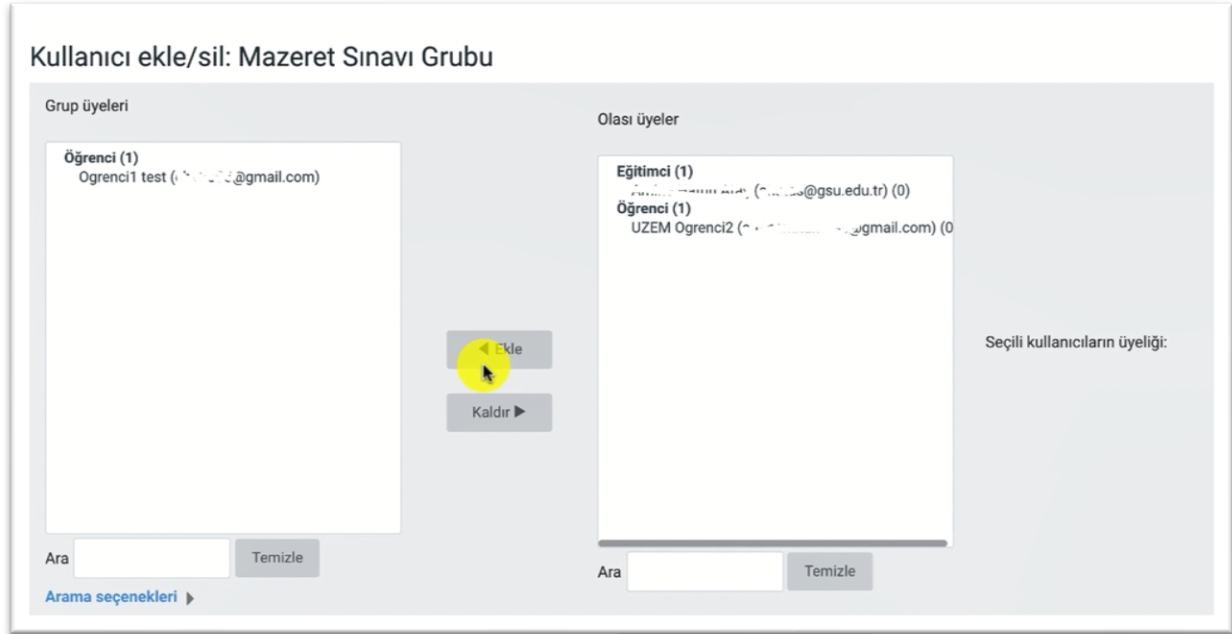 Kullanıcı ekle/sil: Mazeret Sınavı Grubu
Grup üyeleri
Öğrenci (1)
Ogrenci1 test ( @gmail.com)
Ara
Temizle
Arama seçenekleri ▶
◀ Ekle
Kaldır ▶
Olası üyeler
Eğitimci (1)
@gsu.edu.tr) (0)
Öğrenci (1)
UZEM Ogrenci2 ( gmail.com) (0
Ara
Temizle
Seçili kullanıcıların üyeliği: